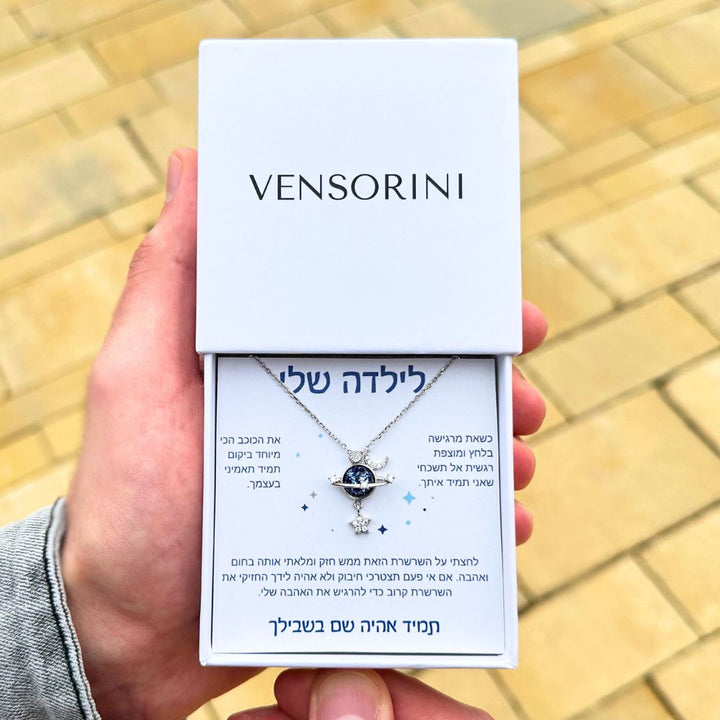 VENSORINI
לילדה שלי
כשאת מרגישה
בלחץ ומוצפת
רגשית אל תשכחי
שאני תמיד איתך.
את הכוכב הכי
מיוחד ביקום
תמיד תאמיני
בעצמך.
לחצתי על השרשרת הזאת ממש חזק ומלאתי אותה בחום
ואהבה. אם אי פעם תצטרכי חיבוק ולא אהיה לידך החזיקי את
השרשרת קרוב כדי להרגיש את האהבה שלי.
תמיד אהיה שם בשבילך